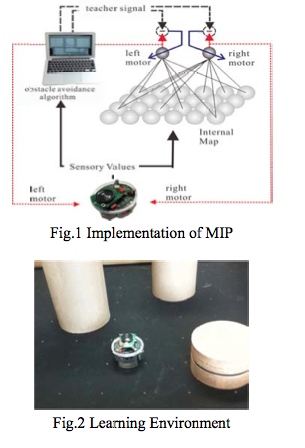 teacher signal
left
motor
right
motor
obstacle avoidance
algorithm
Internal
Map
Sensory Values
left
motor
right
motor
Fig.1 Implementation of MIP
Fig.2 Learning Environment